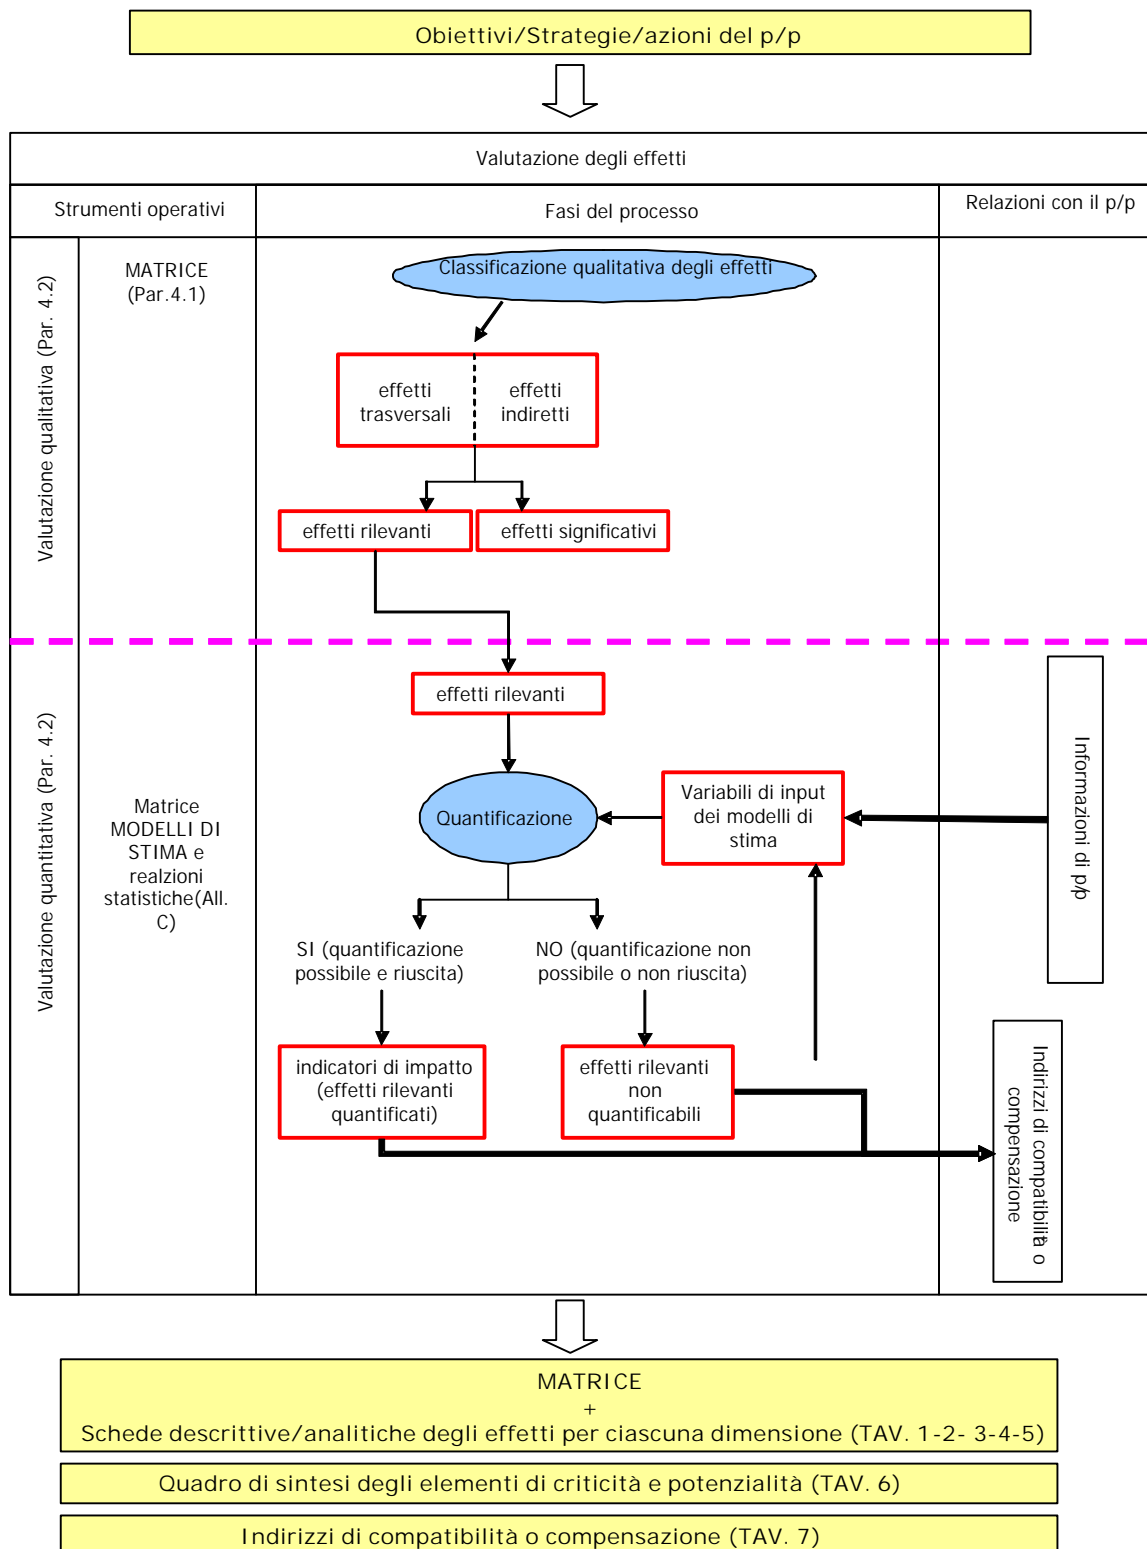 Obiettivi/Strategie/azioni del p/p
Valutazione degli effetti
Strumenti operativi
Fasi del processo
Relazioni con il p/p
Valutazione qualitativa (Par. 4.2)
MATRICE
(Par.4.1)
Classificazione qualitativa degli effetti
effetti
trasversali
effetti
indiretti
effetti rilevanti
effetti significativi
Valutazione quantitativa (Par. 4.2)
Matrice
MODELLI DI
STIMA e
realzioni
statistiche(All.
C)
effetti rilevanti
Quantificazione
Variabili di input
dei modelli di
stima
Informazioni di p/p
SI (quantificazione
possibile e riuscita)
NO (quantificazione non
possibile o non riuscita)
indicatori di impatto
(effetti rilevanti
quantificati)
effetti rilevanti
non
quantificabili
Indirizzi di compatibilità o
compensazione
MATRICE
+
Schede descrittive/analitiche degli effetti per ciascuna dimensione (TAV. 1-2- 3-4-5)
Quadro di sintesi degli elementi di criticità e potenzialità (TAV. 6)
Indirizzi di compatibilità o compensazione (TAV. 7)